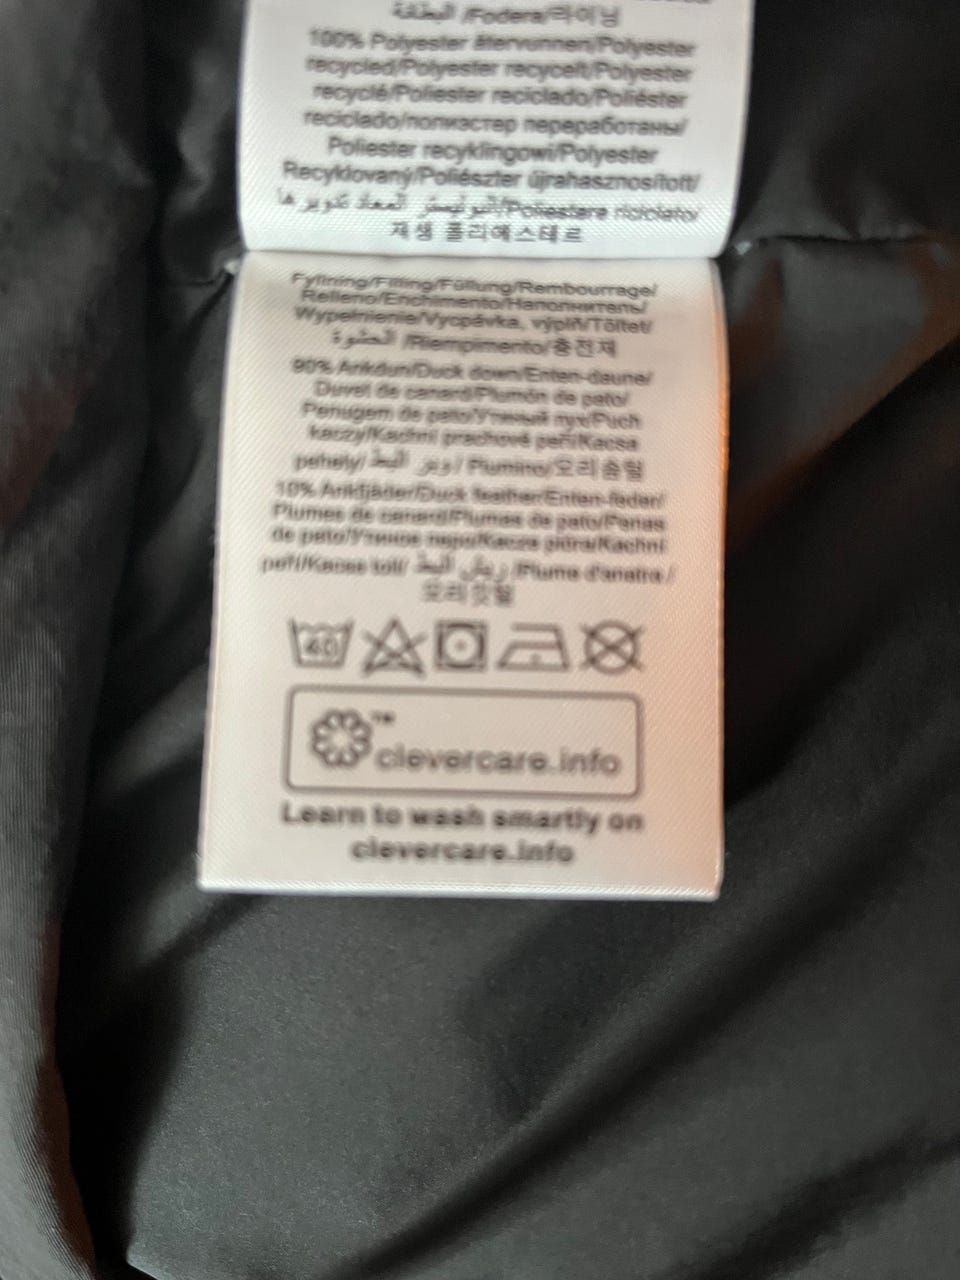 البطانة /Fodera/라이닝
100% Polyester återvunnen/Polyester
recycled/Polyester recycelt/Polyester
recyclé/Poliester reciclado/Poliéster
reciclado/полиэстер переработаны/
Poliester recyklingowi/Polyester
Recyklovaný/Poliészter újrahasznosított/
البوليستر المعاد تدويرها/Poliestere riciclato/
재생 폴리에스테르
Fyllning/Filling/Füllung/Rembourrage/
Relleno/Enchimento/Наполнитель/
Wypełnienie/Vycpávka, výplň/Töltet/
الحشوة /Riempimento/충전재
90% Ankdun/Duck down/Enten-daune/
Duvet de canard/Plumón de pato/
Penugem de pato/Утиный пух/Puch
kaczy/Kachní prachové peří/Kacsa
pehely/ وبر البط / Piumino/오리솜털
10% Ankfjäder/Duck feather/Enten-feder/
Plumes de canard/Plumas de pato/Penas
de pato/Утиное перо/Kacze pióra/Kachní
peří/Kacsa toll/ ريش البط /Piuma d'anatra /
오리깃털
40
™
clevercare.info
Learn to wash smartly on
clevercare.info